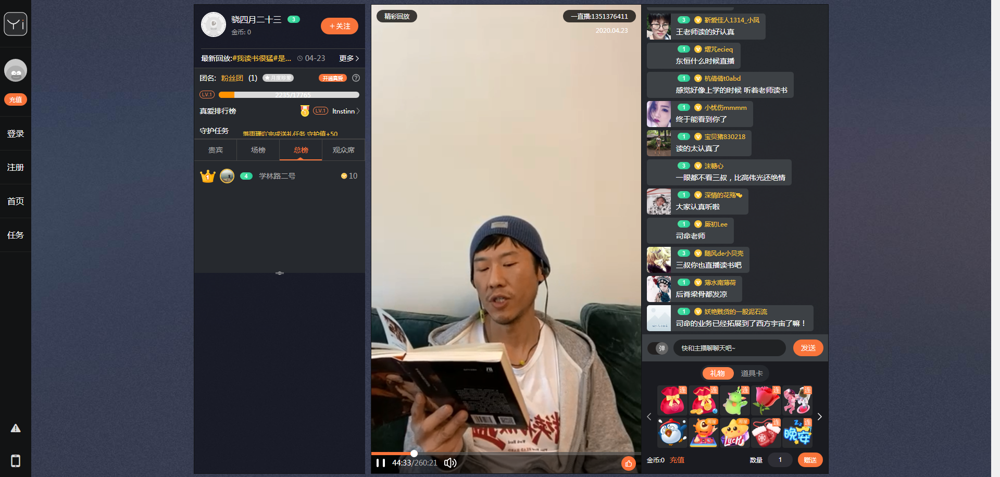 Yi
充值
登录
注册
首页
任务
骁四月二十三 3
金币: 0
+关注
最新回放:#我读书很猛#是... 04-23 更多
团名: 粉丝团 (1) 月度珍爱 开通真爱 ?
LV.1 2235/17765
真爱排行榜 1 LV.1 ltnstinn
守护任务 落雨珊吖完成送礼任务 守护值+50
贵宾 场榜 总榜 观众席
1 4 学林路二号 10
精彩回放
一直播:1351376411
2020.04.23
44:33/260:21
3 靳爱佳人1314_小凤
王老师读的好认真
1 熠芃ecieq
东恒什么时候直播
1 杭倩倩t0abd
感觉好像上学的时候 听着老师读书
1 小忧伤mmmm
终于能看到你了
1 宝贝猪830218
读的太认真了
3 沫糖心
一眼都不看三叔，比高伟光还绝情
1 深情的花殇
大家认真听啦
1 厥初Lee
司命老师
3 随风de小贝壳
三叔你也直播读书吧
1 薄水南薄荷
后脊梁骨都发凉
1 妖艳贱货的一股泥石流
司命的业务已经拓展到了西方宇宙了嘛！
弹 快和主播聊聊天吧~ 发送
礼物 道具卡
连 连 连 连 连
周星 周星 连 连
LUCK 晚安
金币:0 充值 数量 1 赠送